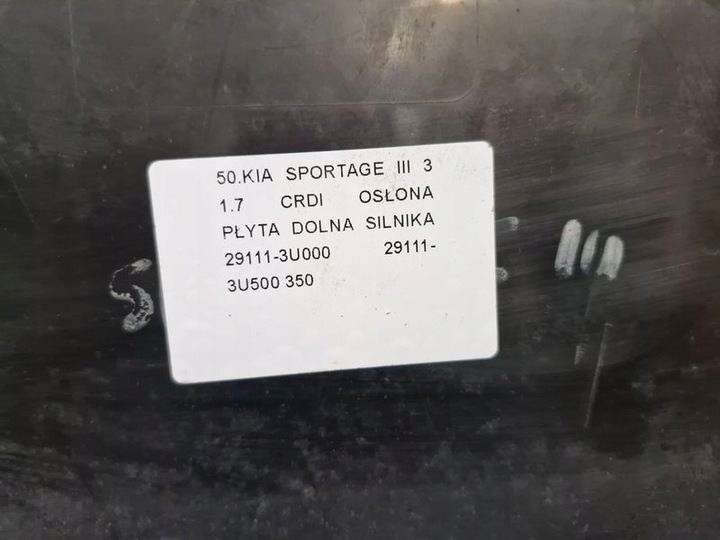 50.KIA SPORTAGE III 3
1.7 CRDI OSŁONA
PŁYTA DOLNA SILNIKA
29111-3U000 29111-
3U500 350
.